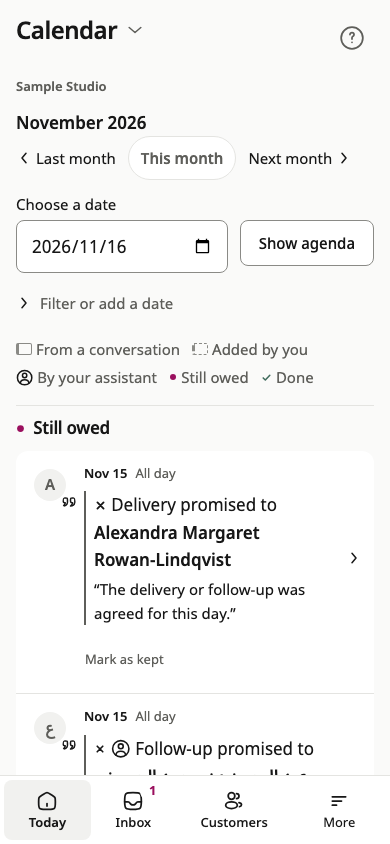 Calendar
Sample Studio
November 2026
Last month This month Next month
Choose a date
2026/11/16 Show agenda
Filter or add a date
From a conversation Added by you
By your assistant • Still owed ✓ Done
• Still owed
A Nov 15 All day
× Delivery promised to
Alexandra Margaret
Rowan-Lindqvist
“The delivery or follow-up was
agreed for this day.”
Mark as kept
ع Nov 15 All day
× Follow-up promised to
1
Today Inbox Customers More